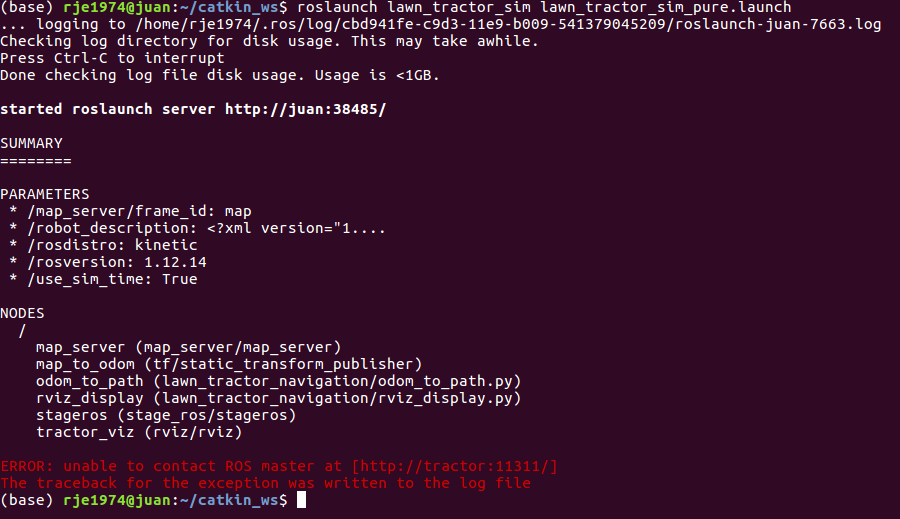 (base) rje1974@juan:~/catkin_ws$ roslaunch lawn_tractor_sim lawn_tractor_sim_pure.launch
... logging to /home/rje1974/.ros/log/cbd941fe-c9d3-11e9-b009-541379045209/roslaunch-juan-7663.log
Checking log directory for disk usage. This may take awhile.
Press Ctrl-C to interrupt
Done checking log file disk usage. Usage is <1GB.

started roslaunch server http://juan:38485/

SUMMARY
========

PARAMETERS
 * /map_server/frame_id: map
 * /robot_description: <?xml version="1....
 * /rosdistro: kinetic
 * /rosversion: 1.12.14
 * /use_sim_time: True

NODES
  /
    map_server (map_server/map_server)
    map_to_odom (tf/static_transform_publisher)
    odom_to_path (lawn_tractor_navigation/odom_to_path.py)
    rviz_display (lawn_tractor_navigation/rviz_display.py)
    stageros (stage_ros/stageros)
    tractor_viz (rviz/rviz)

ERROR: unable to contact ROS master at [http://tractor:11311/]
The traceback for the exception was written to the log file
(base) rje1974@juan:~/catkin_ws$